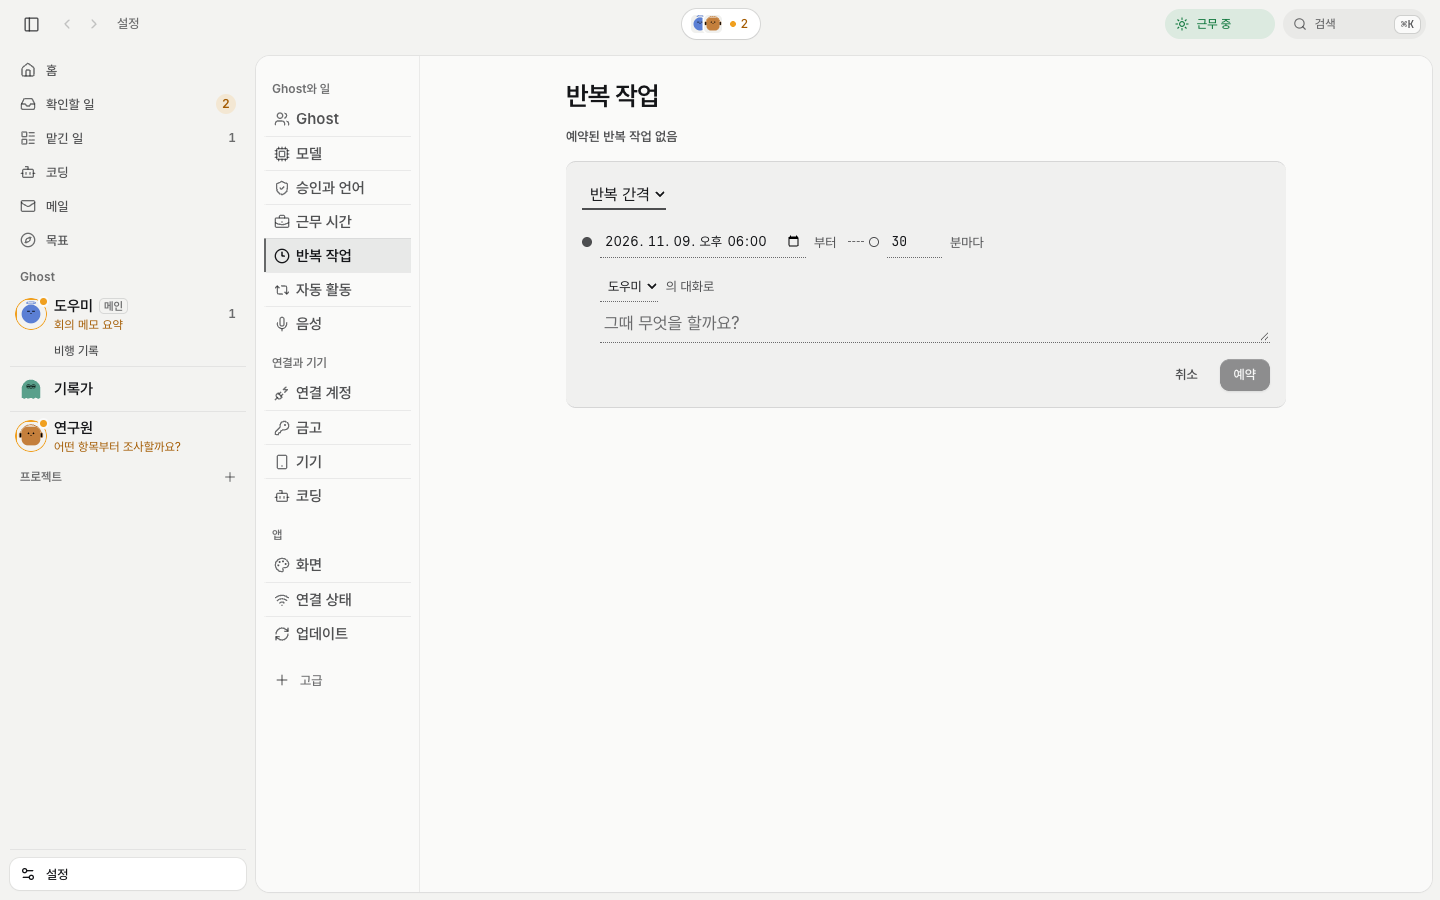 설정
2
근무 중
검색
⌘K
홈
확인할 일
2
맡긴 일
1
코딩
메일
목표
Ghost
도우미
메인
회의 메모 요약
1
비행 기록
기록가
연구원
어떤 항목부터 조사할까요?
프로젝트
설정
Ghost와 일
Ghost
모델
승인과 언어
근무 시간
반복 작업
자동 활동
음성
연결과 기기
연결 계정
금고
기기
코딩
앱
화면
연결 상태
업데이트
고급
반복 작업
예약된 반복 작업 없음
반복 간격
2026. 11. 09. 오후 06:00 부터 30 분마다
도우미 의 대화로
그때 무엇을 할까요?
취소
예약